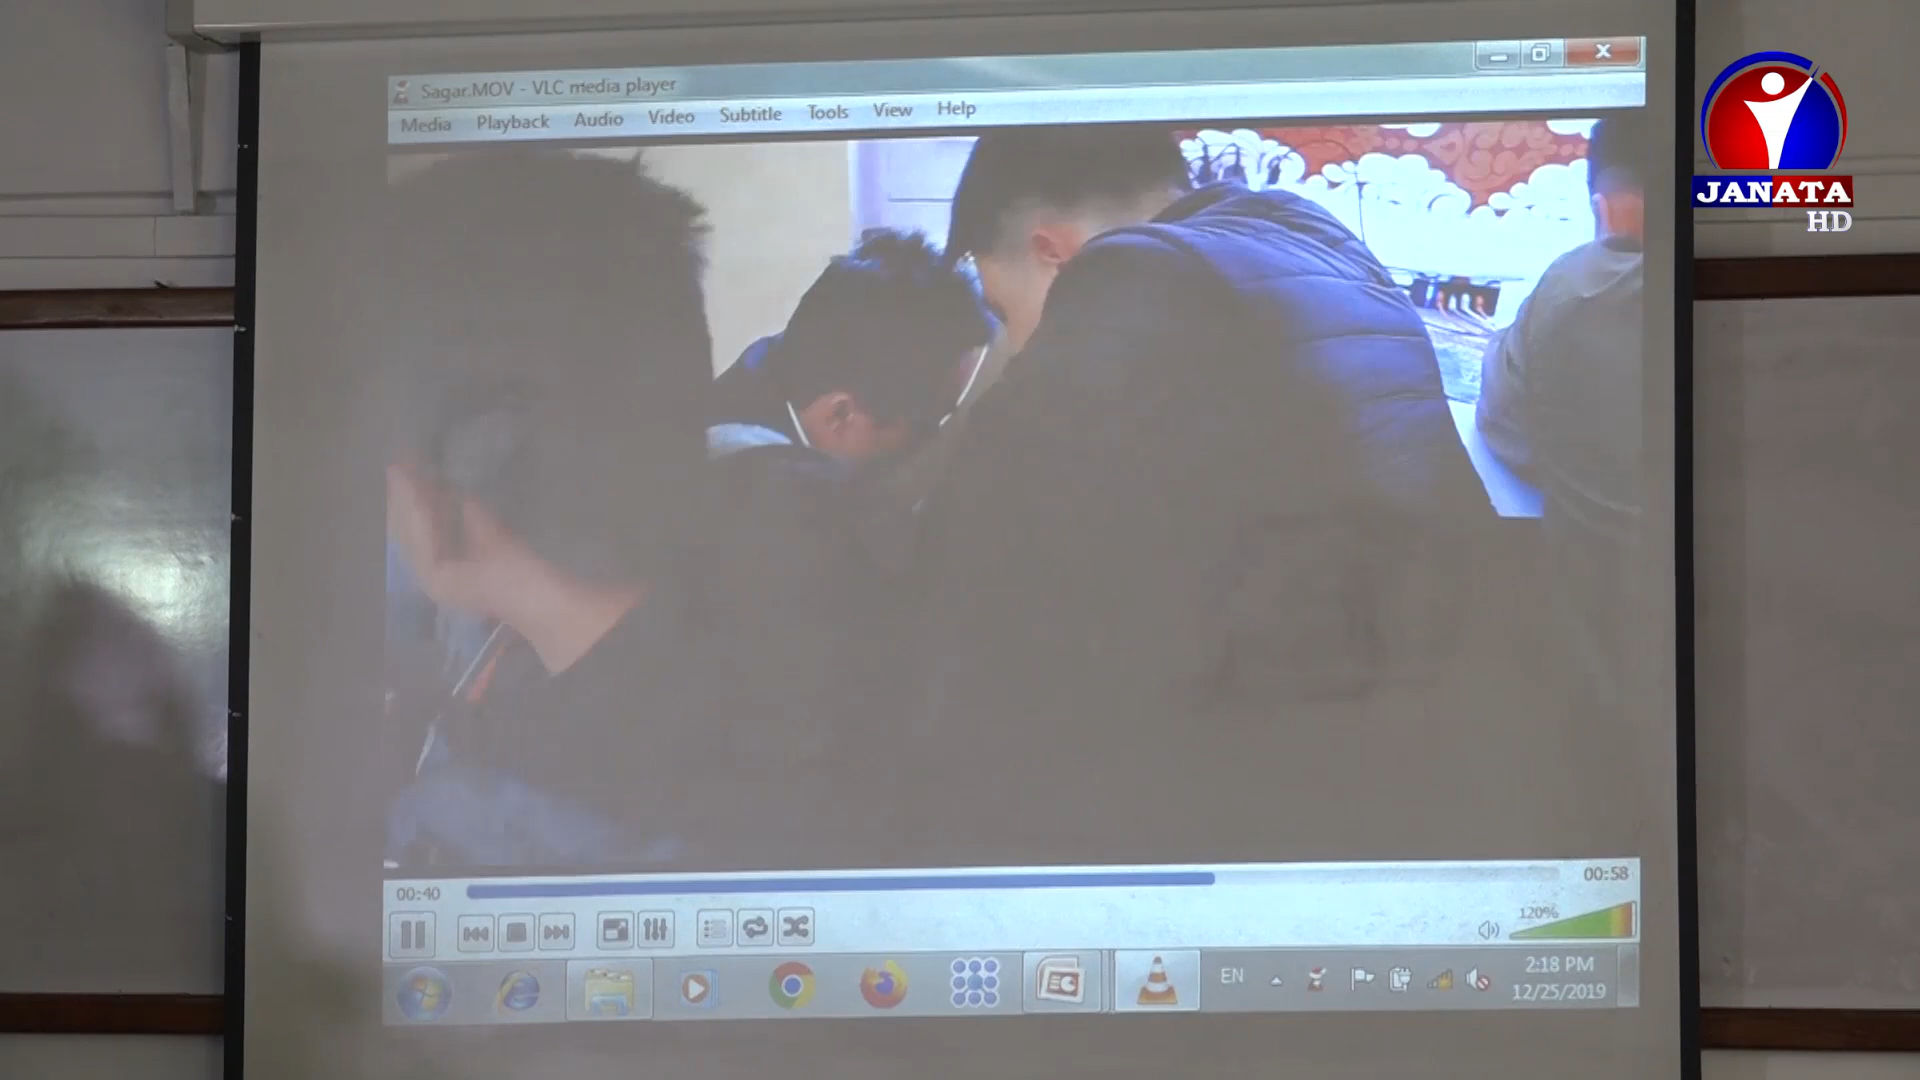 Sagar.MOV - VLC media player
Media Playback Audio Video Subtitle Tools View Help
JANATA
HD
00:40
00:58
120%
EN
2:18 PM
12/25/2019